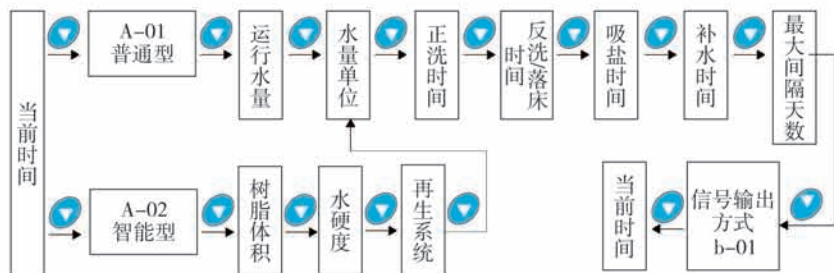 当前时间
A-01
普通型
运行水量
水量单位
正洗时间
反洗/落床
时间
吸盐时间
补水时间
最大间隔天数
A-02
智能型
树脂体积
水硬度
再生系统
当前时间
信号输出
方式
b-01